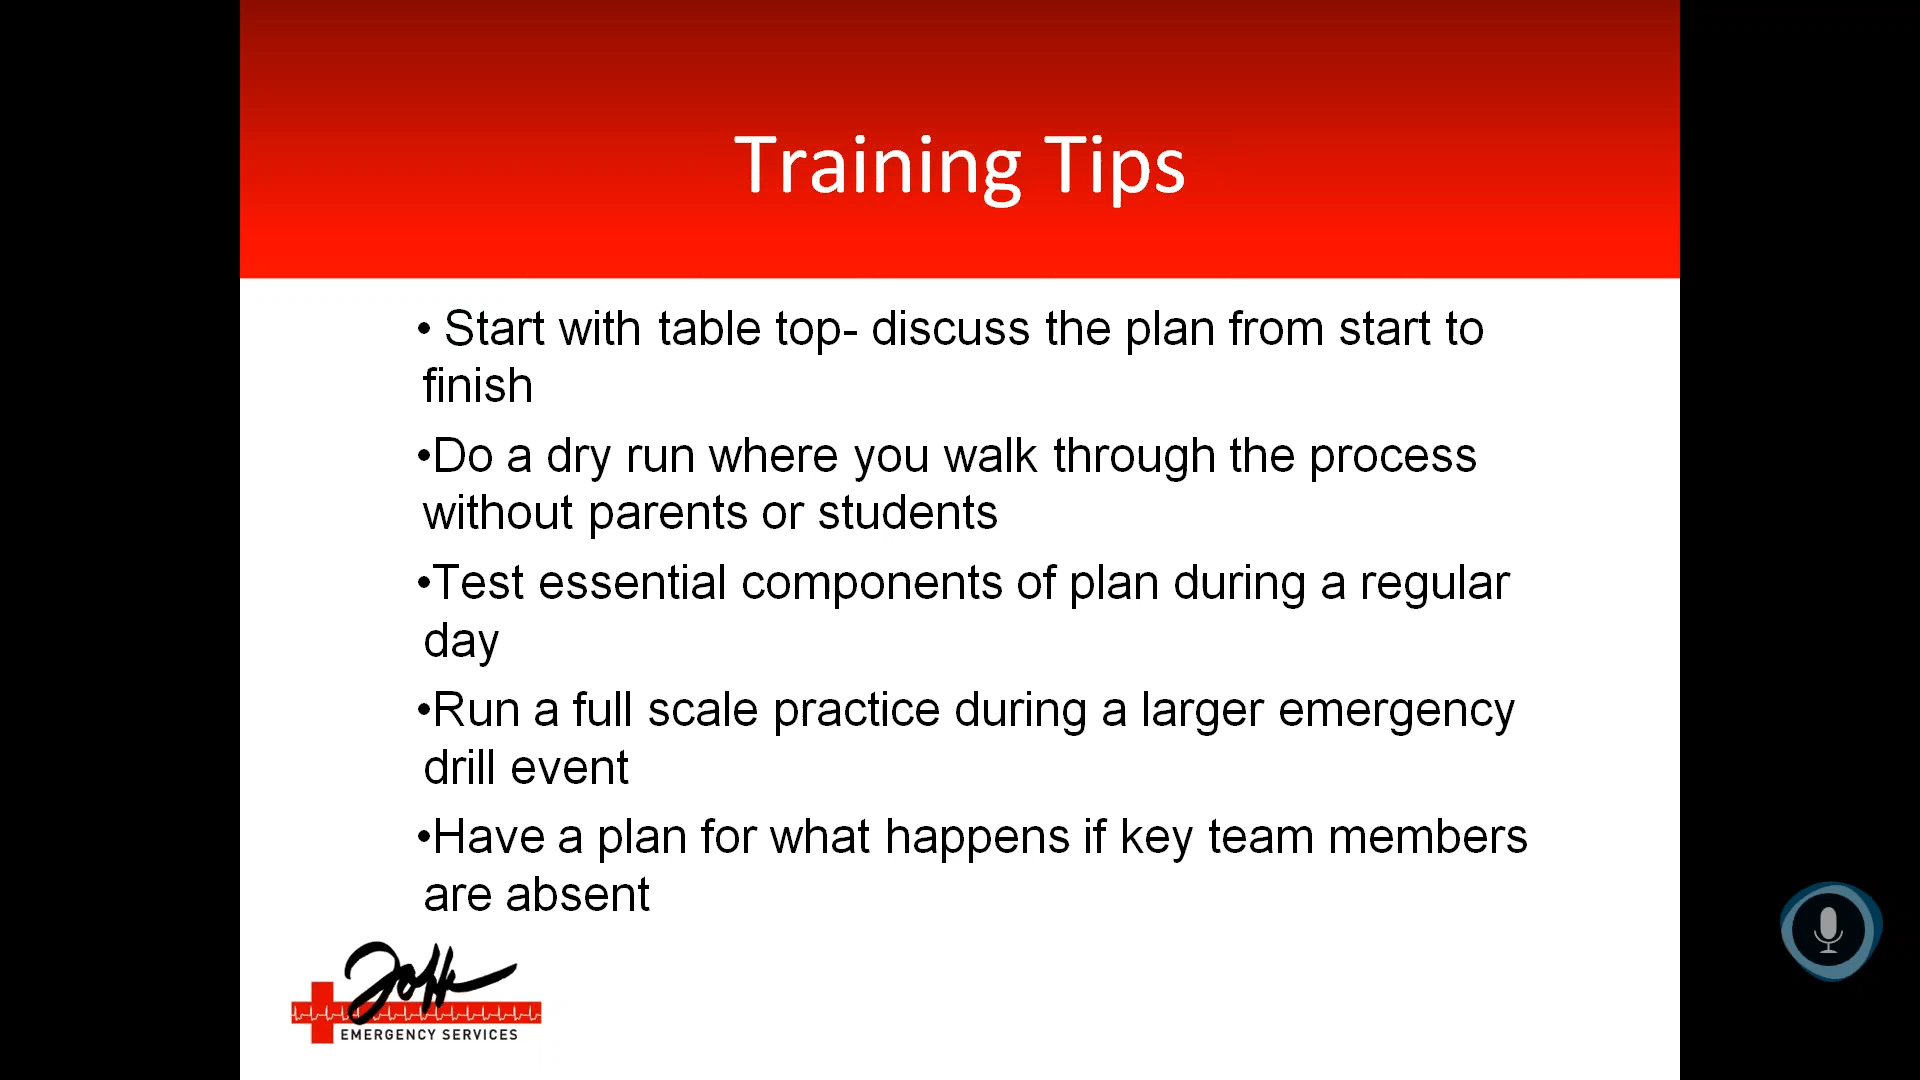 Training Tips
• Start with table top- discuss the plan from start to
finish
•Do a dry run where you walk through the process
without parents or students
•Test essential components of plan during a regular
day
•Run a full scale practice during a larger emergency
drill event
•Have a plan for what happens if key team members
are absent
Joffe
EMERGENCY SERVICES